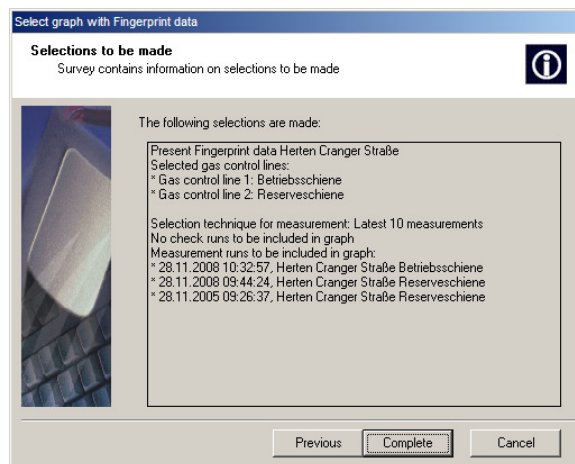 Select graph with Fingerprint data
Selections to be made
Survey contains information on selections to be made
The following selections are made:
Present Fingerprint data Herten Cranger Straße
Selected gas control lines:
* Gas control line 1: Betriebsschiene
* Gas control line 2: Reserveschiene
Selection technique for measurement: Latest 10 measurements
No check runs to be included in graph
Measurement runs to be included in graph:
* 28.11.2008 10:32:57, Herten Cranger Straße Betriebsschiene
* 28.11.2008 09:44:24, Herten Cranger Straße Reserveschiene
* 28.11.2005 09:26:37, Herten Cranger Straße Reserveschiene
Previous Complete Cancel